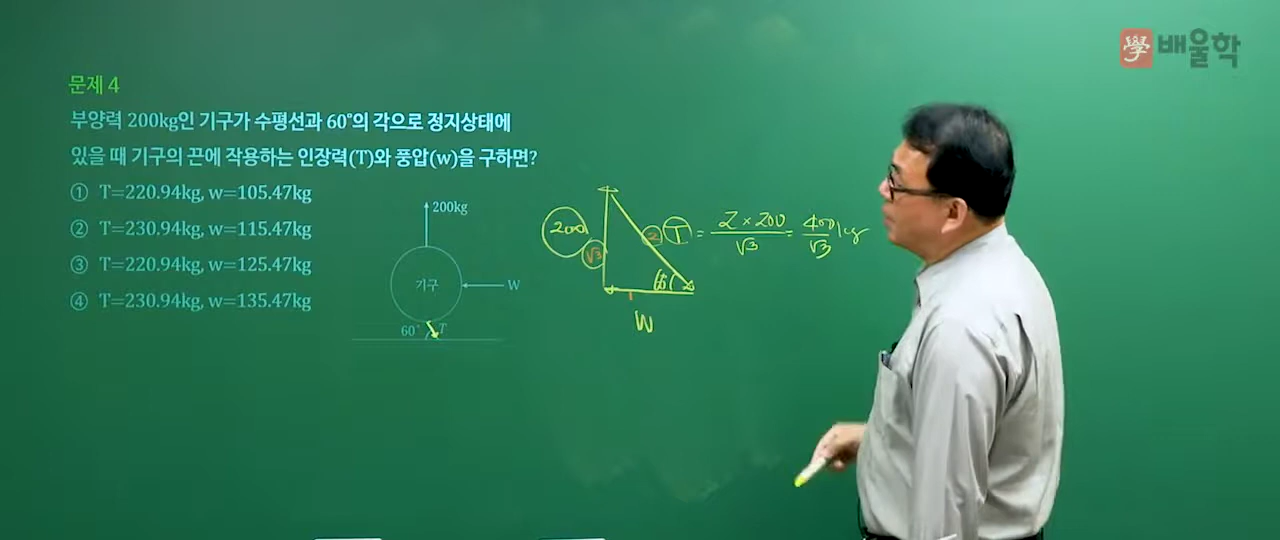 學 배울학
문제 4
부양력 200kg인 기구가 수평선과 60°의 각으로 정지상태에
있을 때 기구의 끈에 작용하는 인장력(T)와 풍압(w)을 구하면?
① T=220.94kg, w=105.47kg
② T=230.94kg, w=115.47kg
③ T=220.94kg, w=125.47kg
④ T=230.94kg, w=135.47kg
200kg
기구
W
60° T
200 √3 2 T = 2 × 200 / √3 = 400 / √3 kg
60
1
W